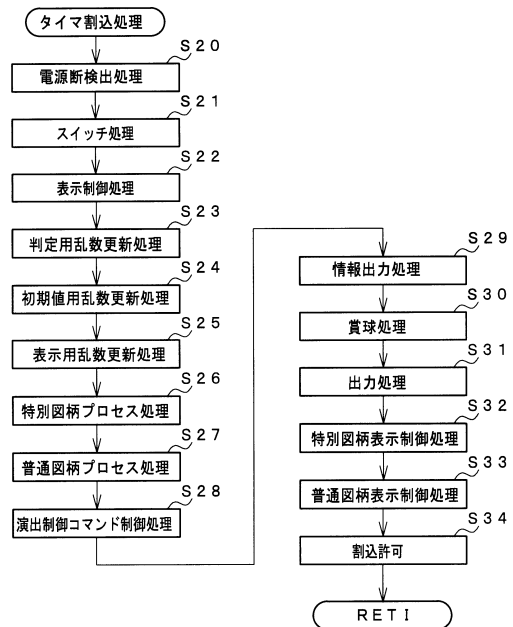 タイマ割込処理
S20
電源断検出処理
S21
スイッチ処理
S22
表示制御処理
S23
判定用乱数更新処理
S24
初期値用乱数更新処理
S25
表示用乱数更新処理
S26
特別図柄プロセス処理
S27
普通図柄プロセス処理
S28
演出制御コマンド制御処理
S29
情報出力処理
S30
賞球処理
S31
出力処理
S32
特別図柄表示制御処理
S33
普通図柄表示制御処理
S34
割込許可
RETI